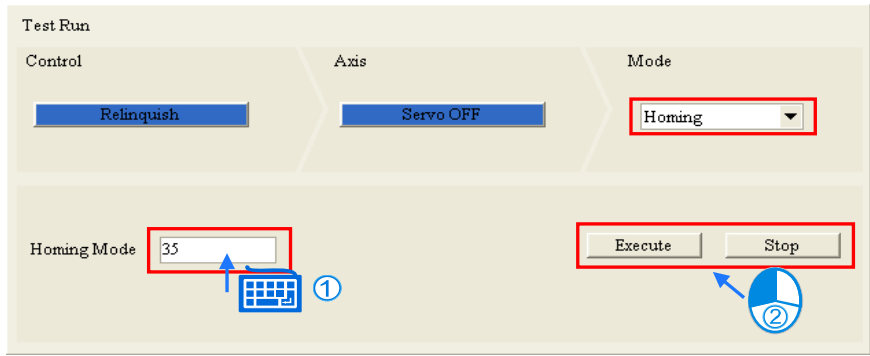 Test Run
Control Axis Mode
Relinquish Servo OFF Homing
Homing Mode 35 Execute Stop
①
②